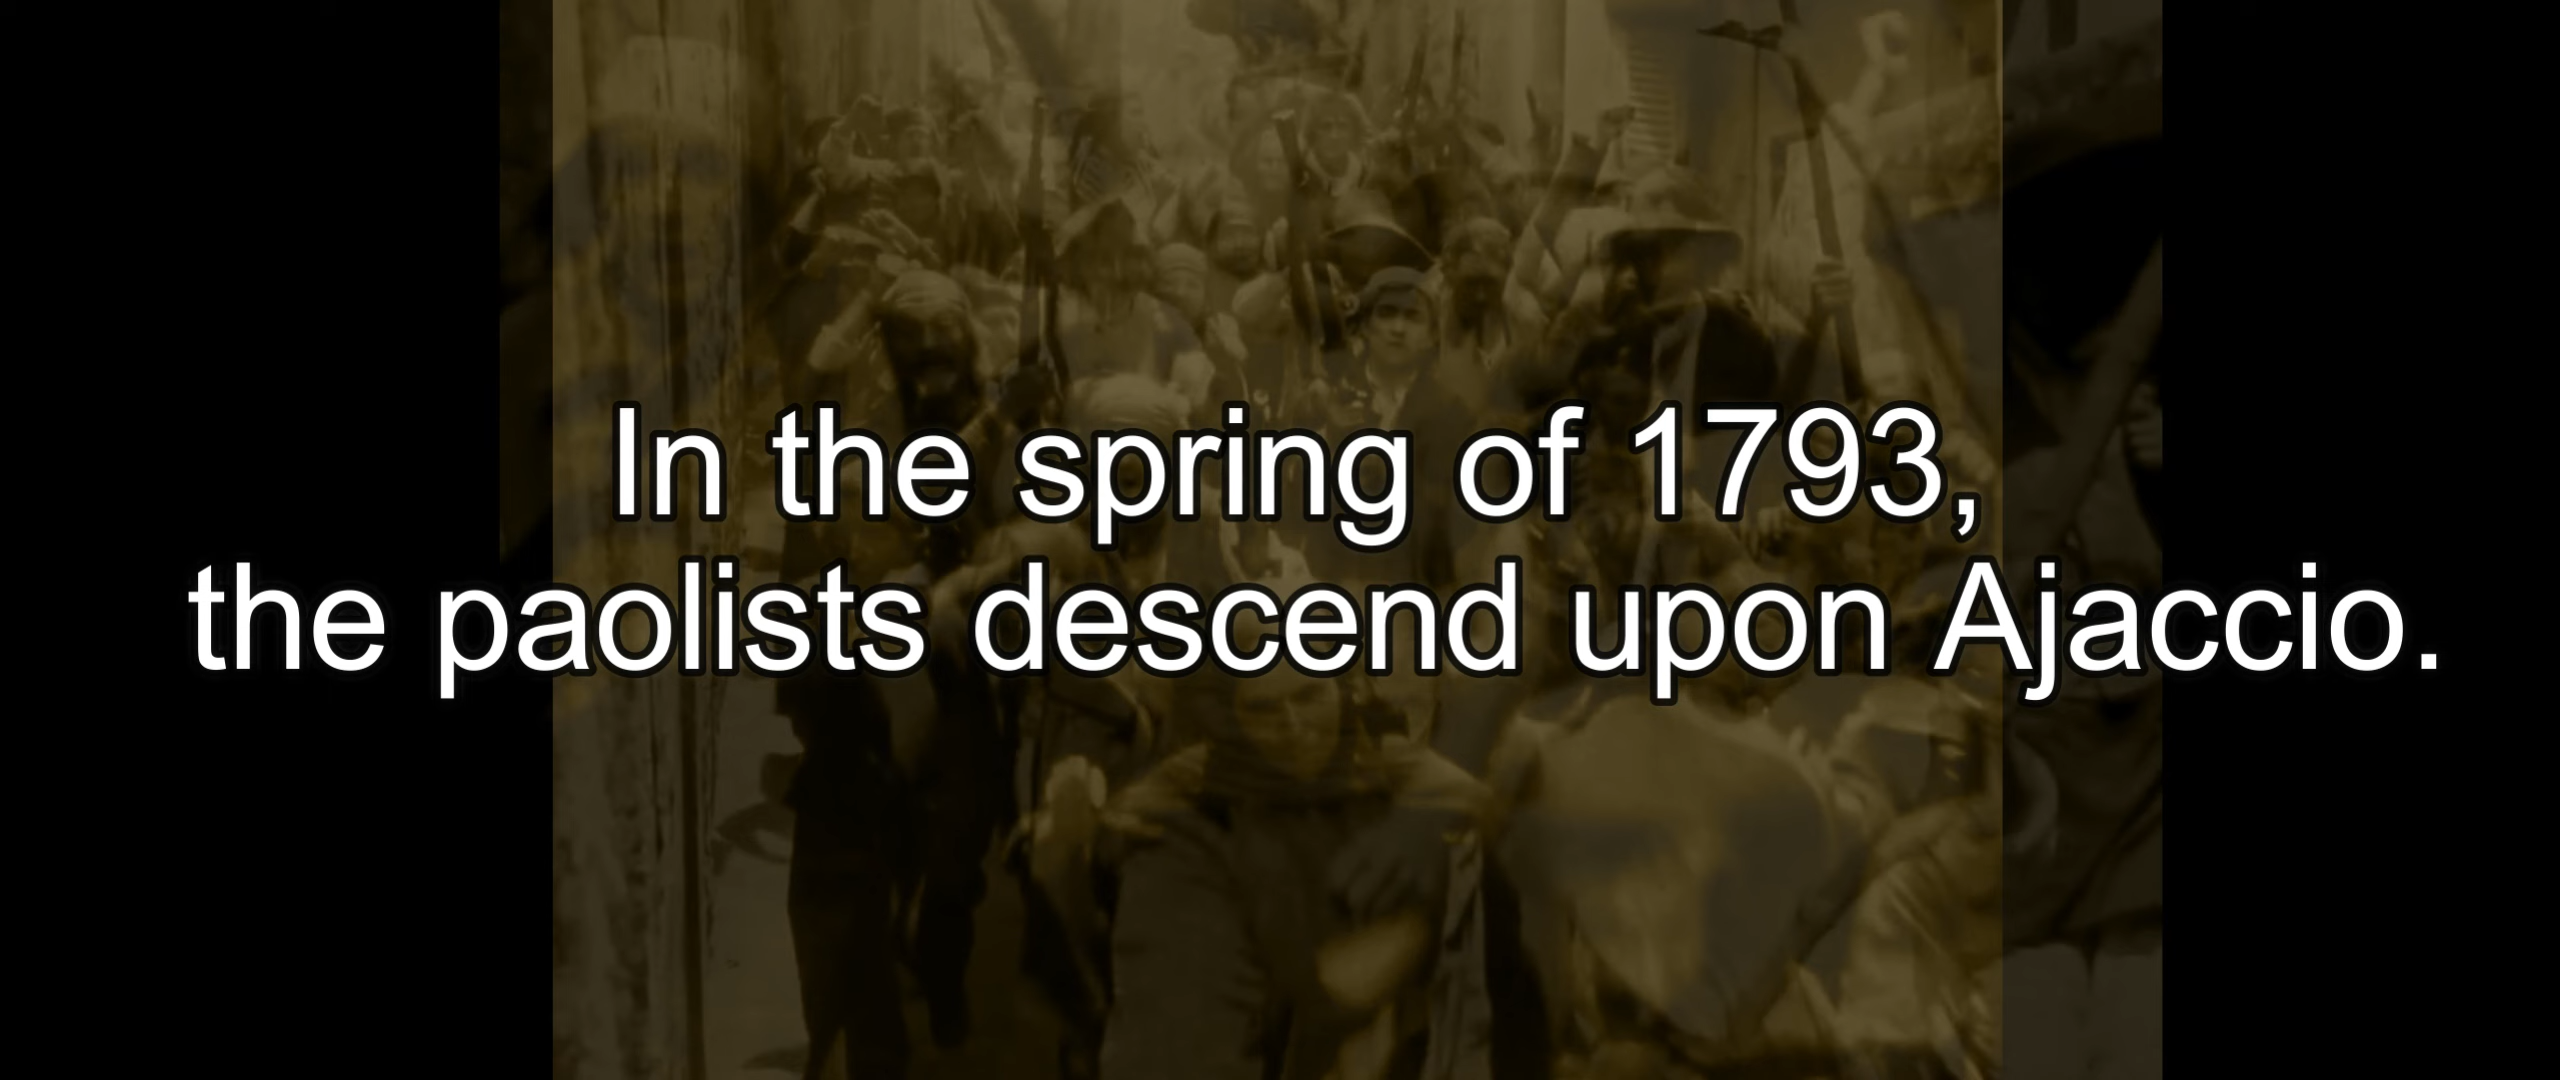 In the spring of 1793,
the paolists descend upon Ajaccio.